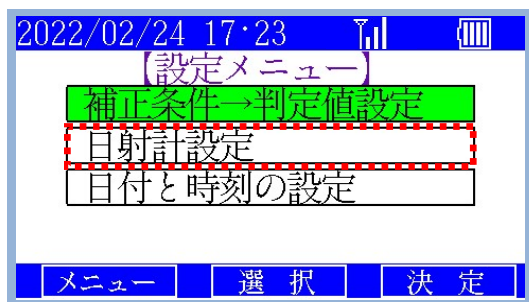 2022/02/24 17:23
【設定メニュー】
補正条件→判定値設定
日射計設定
日付と時刻の設定
メニュー 選 択 決 定